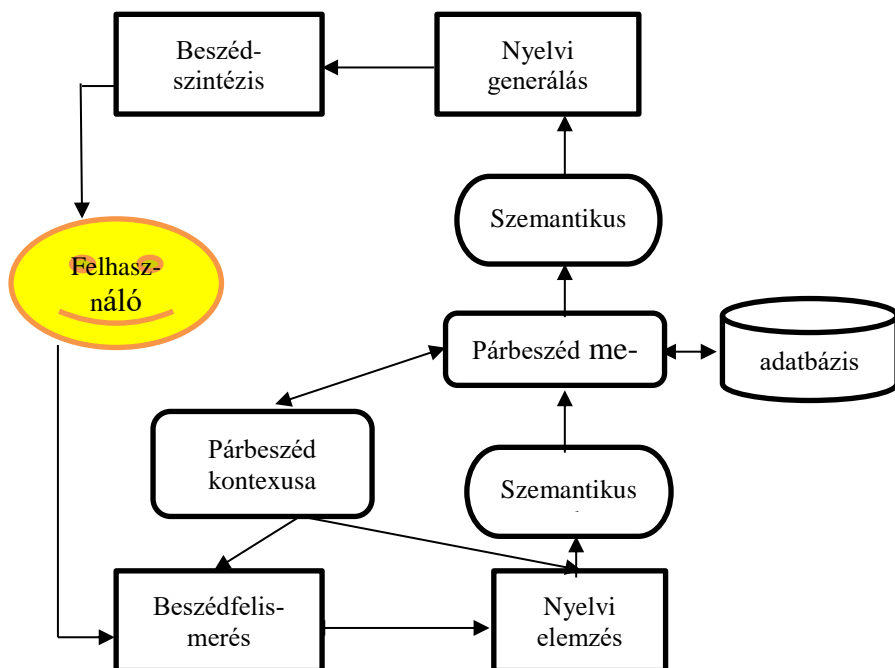 Beszéd-
szintézis
Nyelvi
generálás
Szemantikus
Felhasz-
náló
Párbeszéd me-
adatbázis
Párbeszéd
kontexusa
Szemantikus
Beszédfelis-
merés
Nyelvi
elemzés